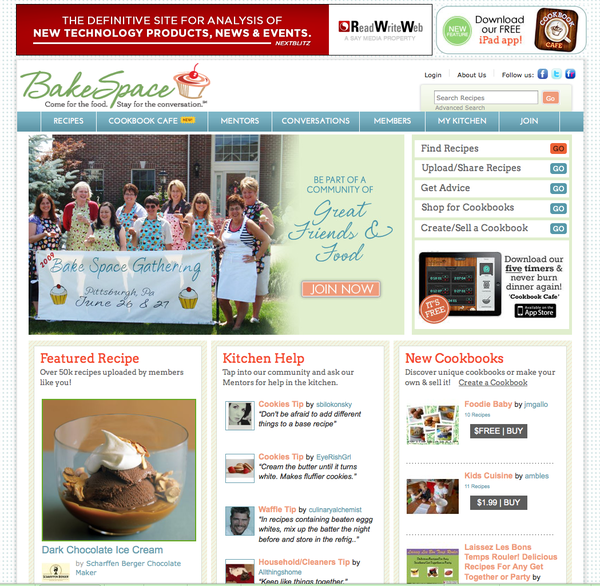 THE DEFINITIVE SITE FOR ANALYSIS OF
NEW TECHNOLOGY PRODUCTS, NEWS & EVENTS.
NEXTBLITZ
ReadWriteWeb
A SAY MEDIA PROPERTY
NEW FEATURE
Download our
FREE
iPad app!
COOKBOOK CAFE
BakeSpace
Come for the food. Stay for the conversation.
Login
About Us
Follow us:
Search Recipes
Go
Advanced Search
RECIPES
COOKBOOK CAFE NEW
MENTORS
CONVERSATIONS
MEMBERS
MY KITCHEN
JOIN
2009
Bake Space Gathering
Pittsburgh, Pa
June 26 & 27
BE PART OF A
COMMUNITY OF
Great
Friends &
Food
JOIN NOW
Find Recipes GO
Upload/Share Recipes GO
Get Advice GO
Shop for Cookbooks GO
Create/Sell a Cookbook GO
IT'S FREE
Download our
five timers &
never burn
dinner again!
'Cookbook Cafe'
Available on the
App Store
Featured Recipe
Over 50k recipes uploaded by members
like you!
Dark Chocolate Ice Cream
by Scharffen Berger Chocolate
Maker
SCHARFFEN BERGER
Kitchen Help
Tap into our community and ask our
Mentors for help in the kitchen.
Cookies Tip by sbilokonsky
"Don't be afraid to add different
things to a base recipe"
Cookies Tip by EyeRishGrl
"Cream the butter until it turns
white. Makes fluffier cookies."
Waffle Tip by culinaryalchemist
"In recipes containing beaten eggg
whites, mix up the batter the night
before and store in the refrig..."
Household/Cleaners Tip by
Allthingshome
"Keep like things together."
New Cookbooks
Discover unique cookbooks or make your
own & sell it! Create a Cookbook
Foodie Baby by jmgallo
10 Recipes
$FREE | BUY
Kids Cuisine by ambles
11 Recipes
$1.99 | BUY
Laissez Les Bons
Temps Rouler! Delicious
Recipes For Any Get
Together or Party by